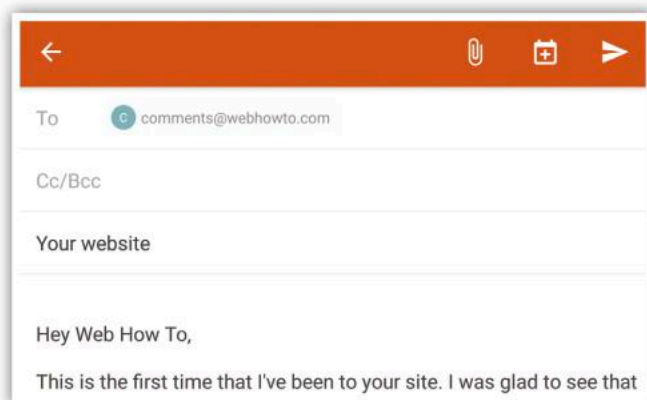 To
C comments@webhowto.com
Cc/Bcc
Your website
Hey Web How To,
This is the first time that I've been to your site. I was glad to see that